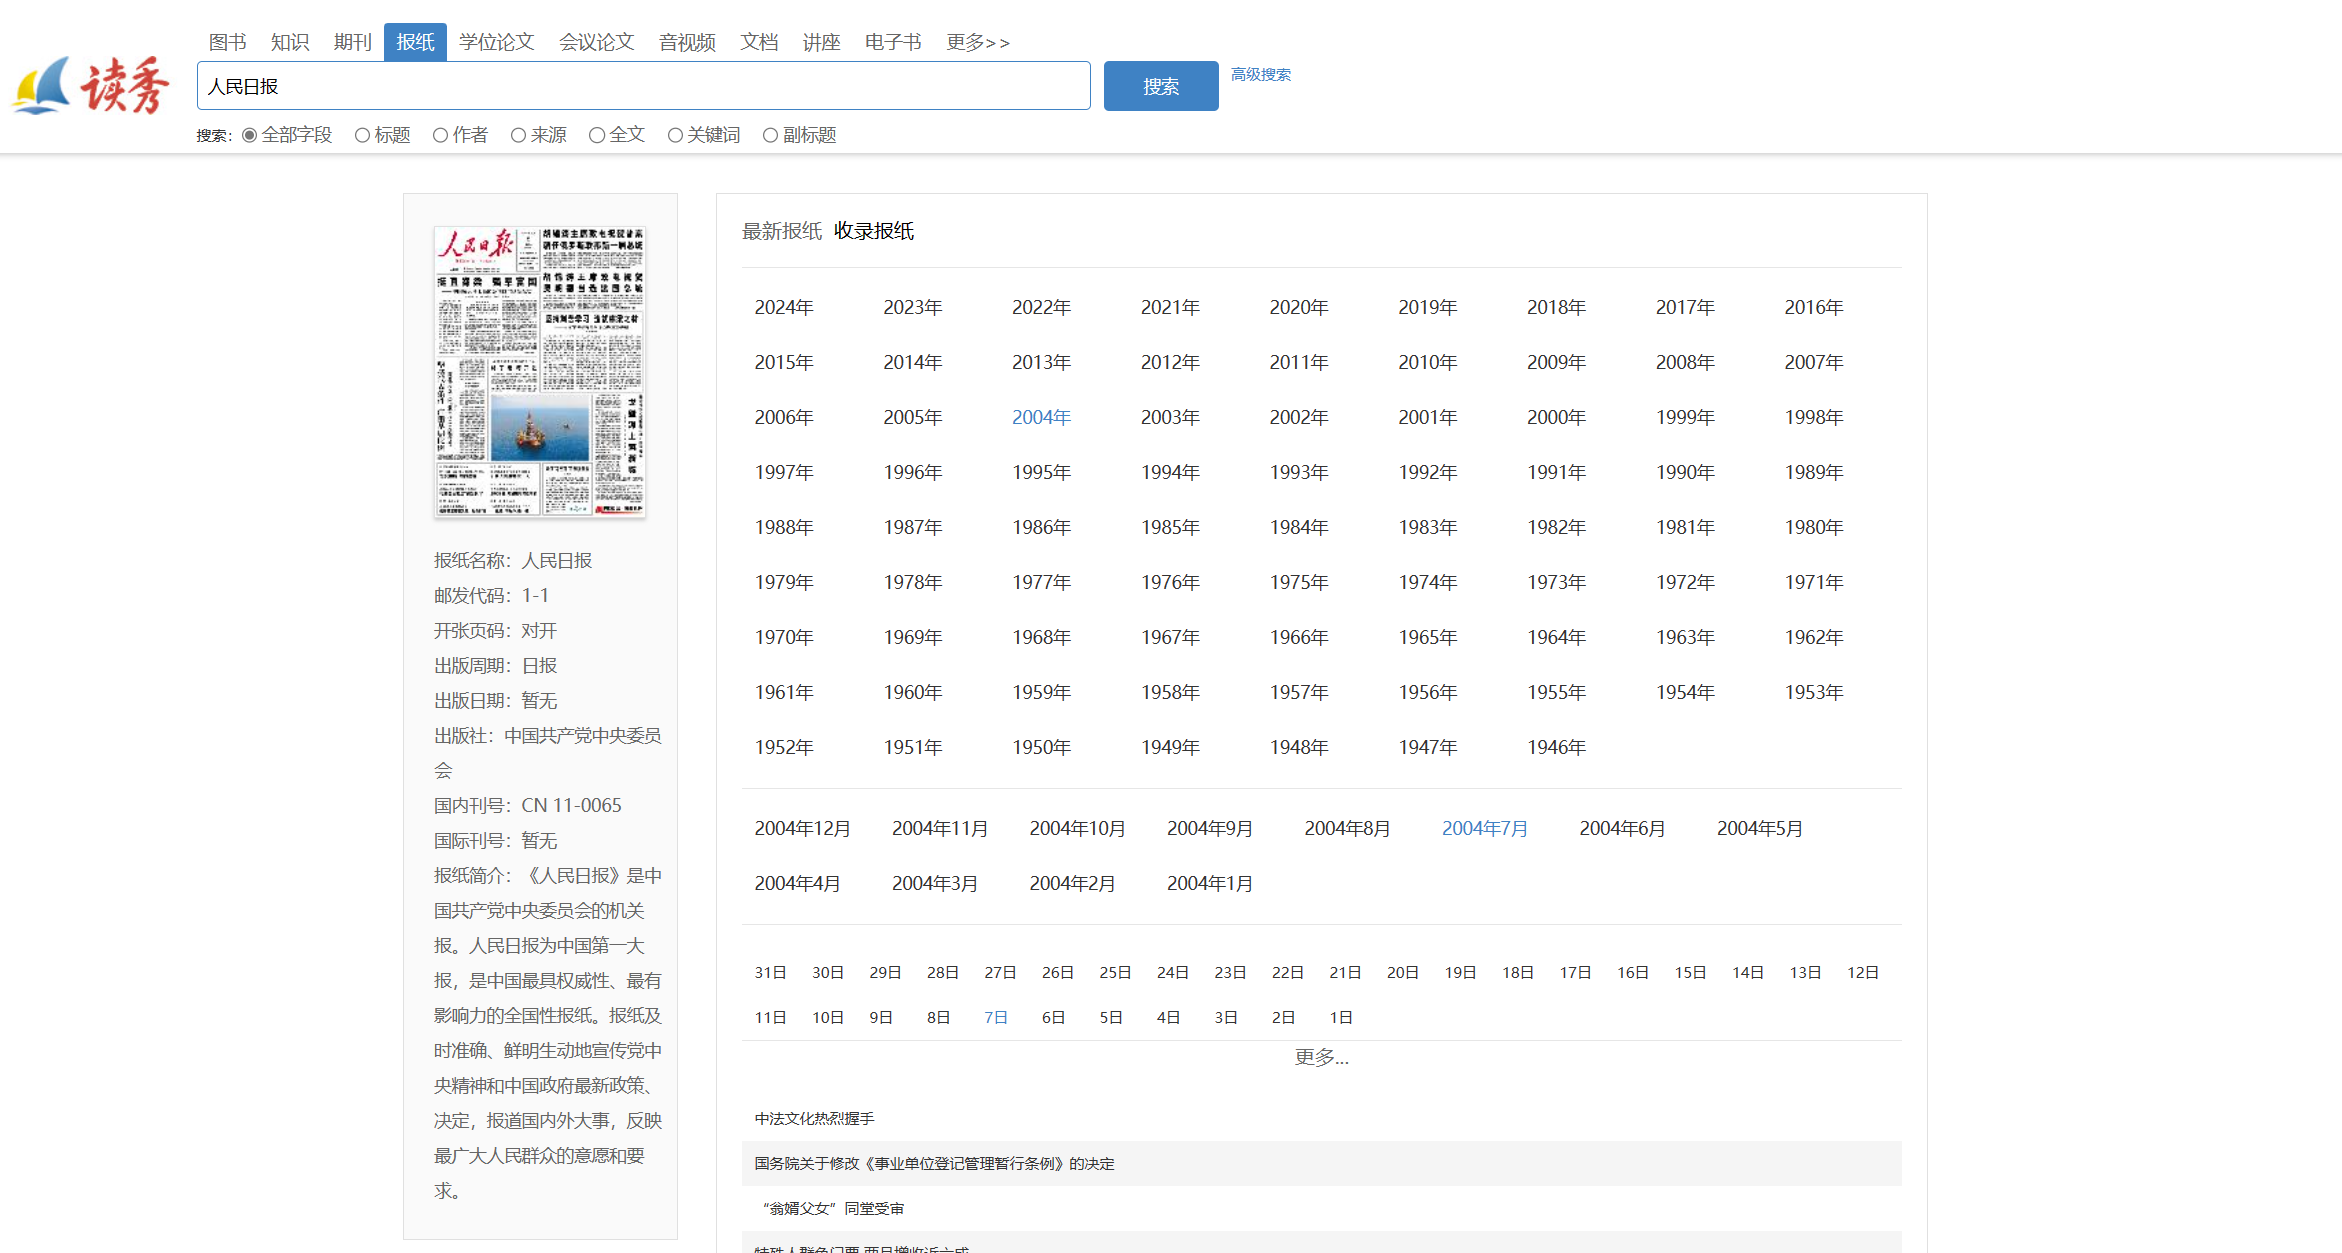 图书 知识 期刊 报纸 学位论文 会议论文 音视频 文档 讲座 电子书 更多>>
读秀
人民日报 搜索 高级搜索
搜索: 全部字段 标题 作者 来源 全文 关键词 副标题
人民日报
报纸名称：人民日报
邮发代码：1-1
开张页码：对开
出版周期：日报
出版日期：暂无
出版社：中国共产党中央委员
会
国内刊号：CN 11-0065
国际刊号：暂无
报纸简介：《人民日报》是中
国共产党中央委员会的机关
报。人民日报为中国第一大
报，是中国最具权威性、最有
影响力的全国性报纸。报纸及
时准确、鲜明生动地宣传党中
央精神和中国政府最新政策、
决定，报道国内外大事，反映
最广大人民群众的意愿和要
求。
最新报纸 收录报纸
2024年 2023年 2022年 2021年 2020年 2019年 2018年 2017年 2016年
2015年 2014年 2013年 2012年 2011年 2010年 2009年 2008年 2007年
2006年 2005年 2004年 2003年 2002年 2001年 2000年 1999年 1998年
1997年 1996年 1995年 1994年 1993年 1992年 1991年 1990年 1989年
1988年 1987年 1986年 1985年 1984年 1983年 1982年 1981年 1980年
1979年 1978年 1977年 1976年 1975年 1974年 1973年 1972年 1971年
1970年 1969年 1968年 1967年 1966年 1965年 1964年 1963年 1962年
1961年 1960年 1959年 1958年 1957年 1956年 1955年 1954年 1953年
1952年 1951年 1950年 1949年 1948年 1947年 1946年
2004年12月 2004年11月 2004年10月 2004年9月 2004年8月 2004年7月 2004年6月 2004年5月
2004年4月 2004年3月 2004年2月 2004年1月
31日 30日 29日 28日 27日 26日 25日 24日 23日 22日 21日 20日 19日 18日 17日 16日 15日 14日 13日 12日
11日 10日 9日 8日 7日 6日 5日 4日 3日 2日 1日
更多...
中法文化热烈握手
国务院关于修改《事业单位登记管理暂行条例》的决定
“翁婿父女”同堂受审
特殊人群免门票 两月增收近六成